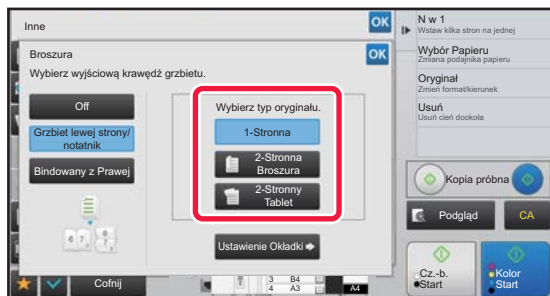 Inne
OK
Broszura
OK
Wybierz wyjściową krawędź grzbietu.
Off
Grzbiet lewej strony/
notatnik
Bindowany z Prawej
6 7
Wybierz typ oryginału.
1-Stronna
2-Stronna
Broszura
2-Stronny
Tablet
Ustawienie Okładki
Cofnij
3 B4
4 A3
A4
N w 1
Wstaw kilka stron na jednej
Wybór Papieru
Zmiana podajnika papieru
Oryginał
Zmień format/kierunek
Usuń
Usuń cień dookoła
Kopia próbna
Podgląd
CA
Cz.-b.
Start
Kolor
Start